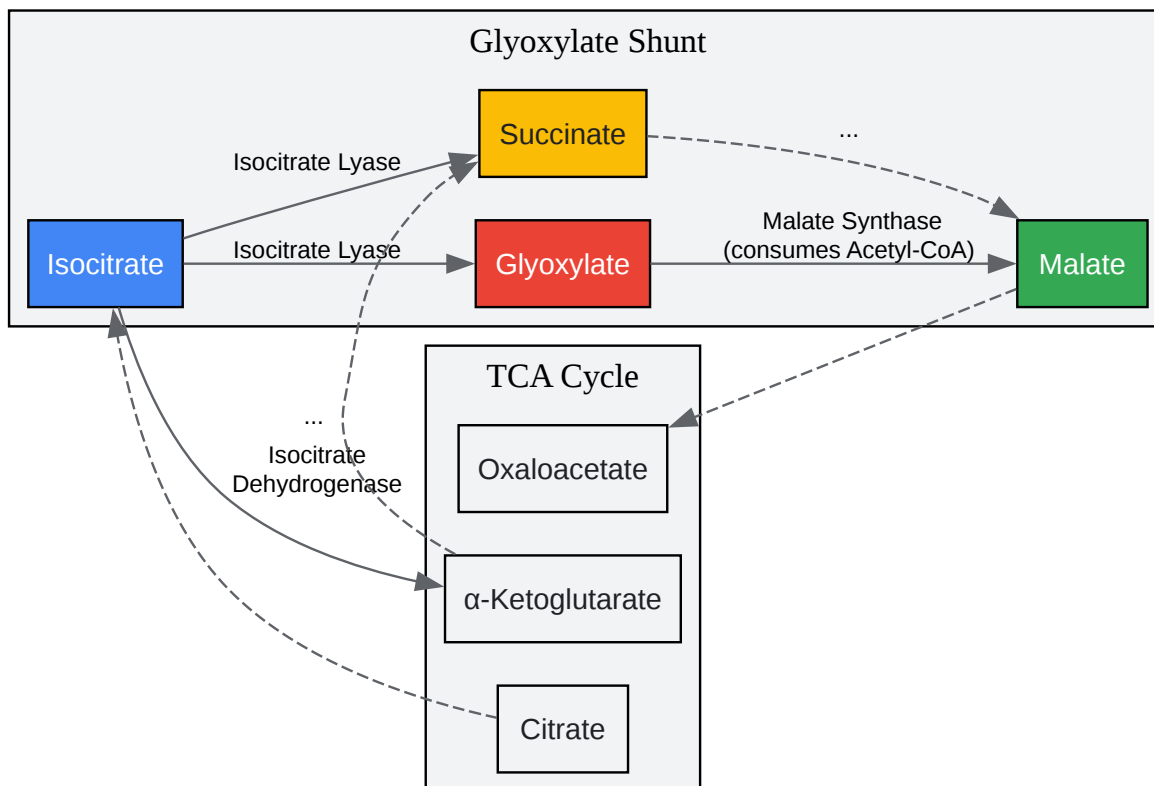 Glyoxylate Shunt
Succinate
...
Isocitrate Lyase
Isocitrate Lyase
Malate Synthase
(consumes Acetyl-CoA)
Isocitrate
Glyoxylate
Malate
TCA Cycle
...
Isocitrate
Dehydrogenase
Oxaloacetate
α-Ketoglutarate
Citrate